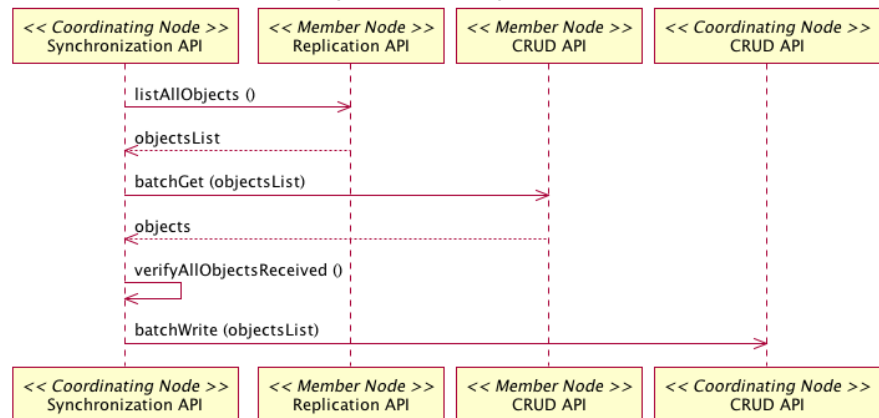 << Coordinating Node >>
Synchronization API
<< Member Node >>
Replication API
<< Member Node >>
CRUD API
<< Coordinating Node >>
CRUD API
listAllObjects ()
objectsList
batchGet (objectsList)
objects
verifyAllObjectsReceived ()
batchWrite (objectsList)
<< Coordinating Node >>
Synchronization API
<< Member Node >>
Replication API
<< Member Node >>
CRUD API
<< Coordinating Node >>
CRUD API